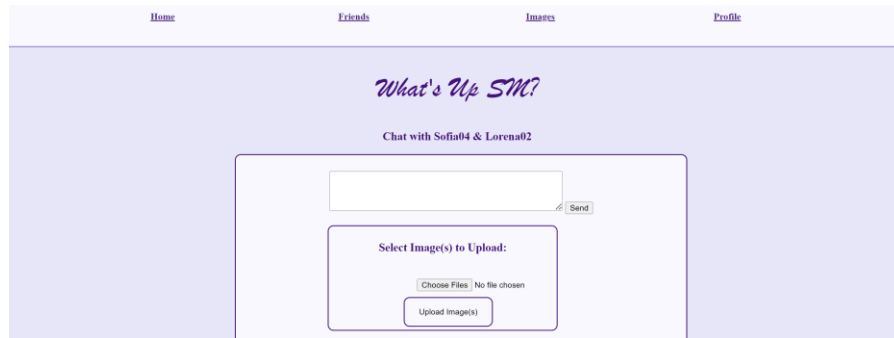 Home Friends Images Profile
What's Up SM?
Chat with Sofia04 & Lorena02
Send
Select Image(s) to Upload:
Choose Files No file chosen
Upload Image(s)